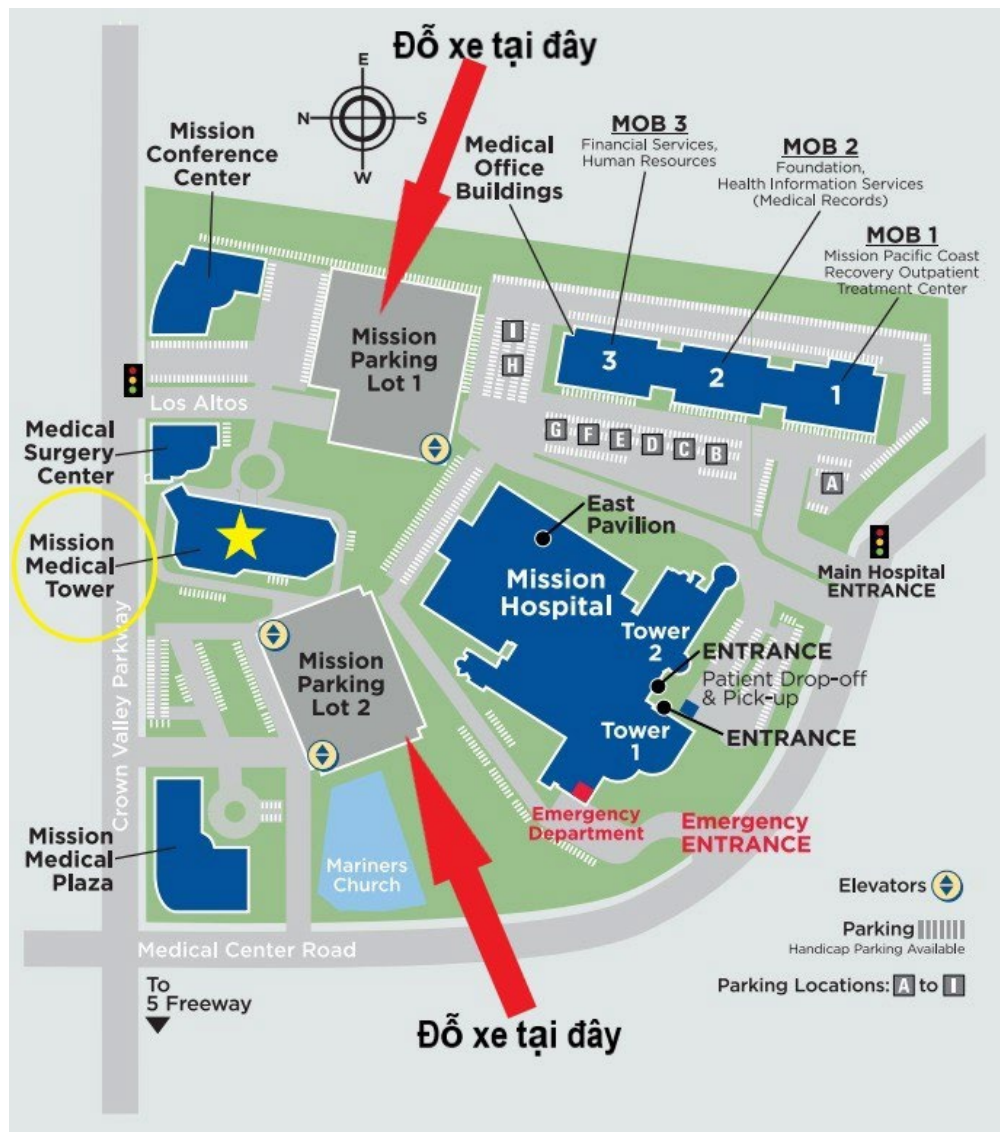 Đỗ xe tại đây
E
N
S
W
Mission
Conference
Center
Medical
Office
Buildings
MOB 3
Financial Services,
Human Resources
MOB 2
Foundation,
Health Information Services
(Medical Records)
MOB 1
Mission Pacific Coast
Recovery Outpatient
Treatment Center
Mission
Parking
Lot 1
I
H
3
2
1
Los Altos
G
F
E
D
C
B
A
Medical
Surgery
Center
East
Pavilion
Mission
Medical
Tower
Mission
Hospital
Main Hospital
ENTRANCE
Tower
2
ENTRANCE
Patient Drop-off
& Pick-up
Mission
Parking
Lot 2
Tower
1
ENTRANCE
Crown Valley Parkway
Emergency
Department
Emergency
ENTRANCE
Mission
Medical
Plaza
Mariners
Church
Elevators
Parking
Handicap Parking Available
Medical Center Road
Parking Locations: A to I
To
5 Freeway
Đỗ xe tại đây